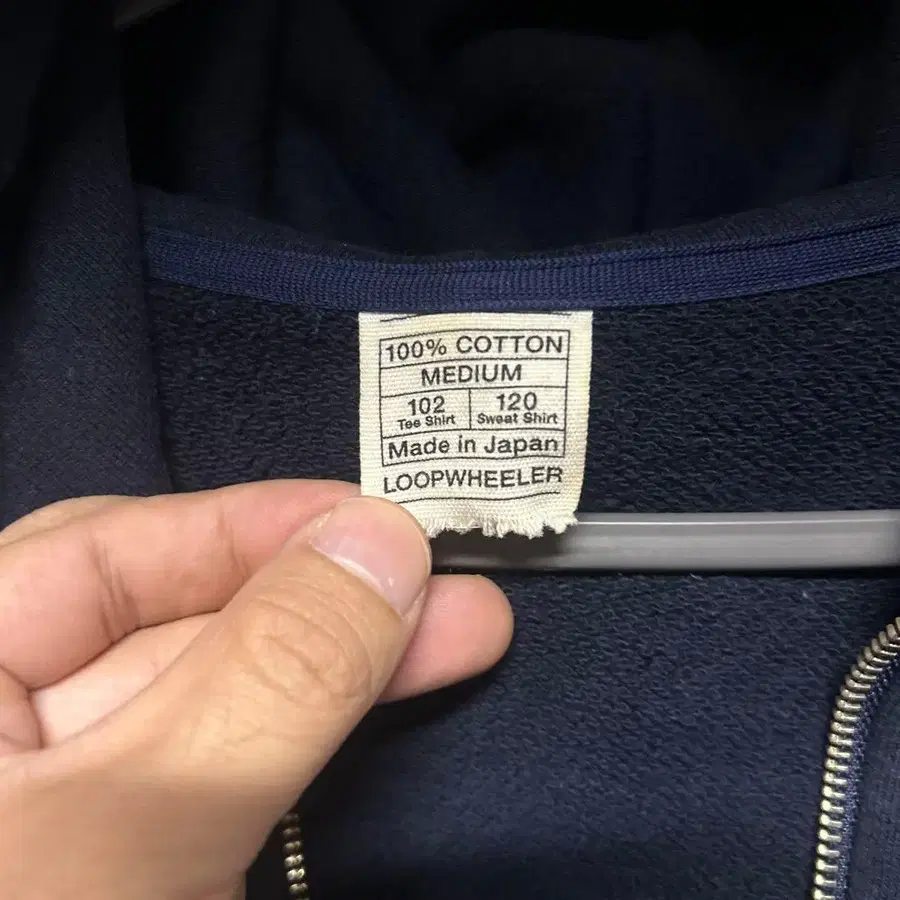 100% COTTON
MEDIUM
102 120
Tee Shirt Sweat Shirt
Made in Japan
LOOPWHEELER